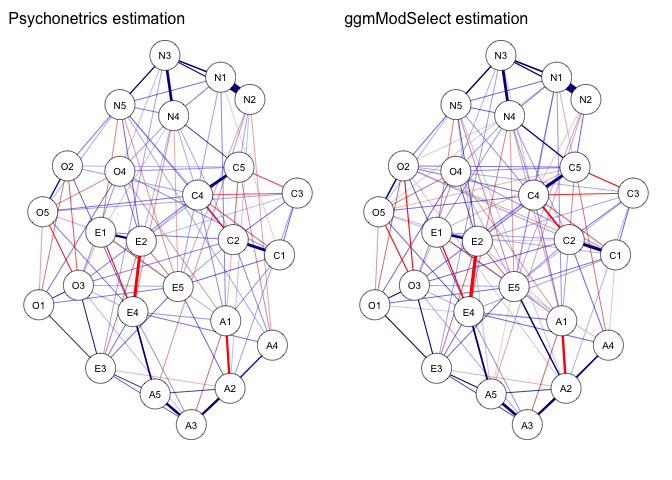 Psychonetrics estimation
N3
N1
N2
N5
N4
O2
O4
C5
C4
C3
O5
E1
E2
C2
C1
O3
E5
O1
E4
A1
A4
E3
A5
A2
A3
ggmModSelect estimation
N3
N1
N2
N5
N4
O2
O4
C5
C4
C3
O5
E1
E2
C2
C1
O3
E5
O1
E4
A1
A4
E3
A5
A2
A3